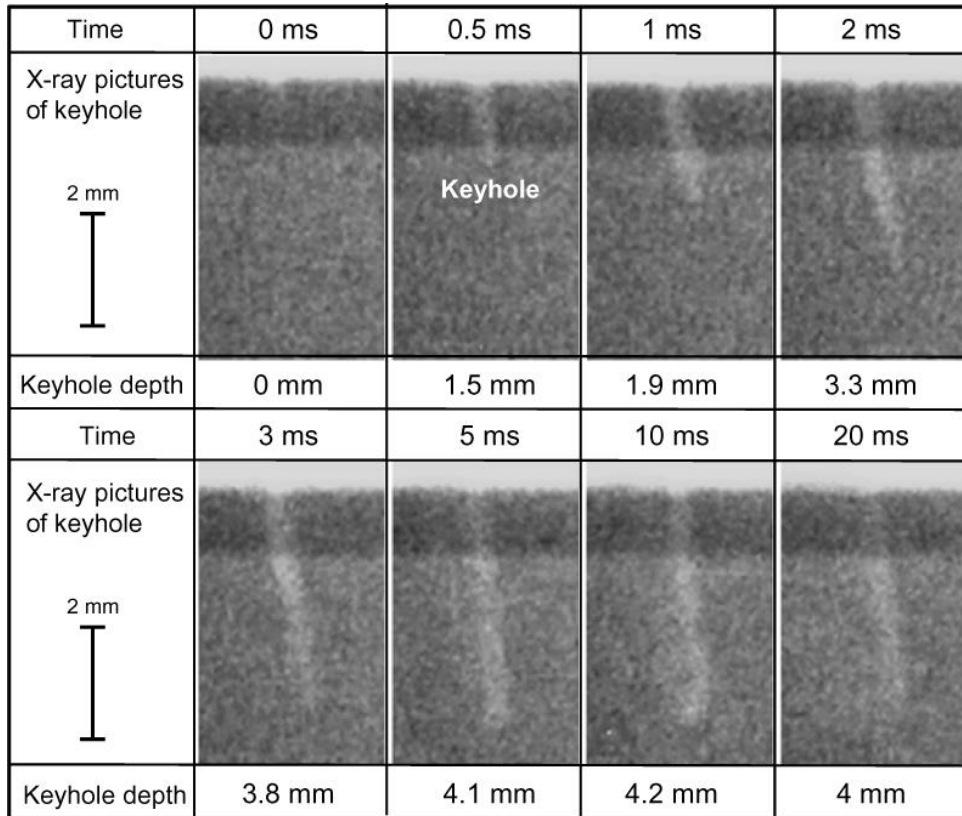 Time 0 ms 0.5 ms 1 ms 2 ms
X-ray pictures
of keyhole
2 mm
Keyhole
Keyhole depth 0 mm 1.5 mm 1.9 mm 3.3 mm
Time 3 ms 5 ms 10 ms 20 ms
X-ray pictures
of keyhole
2 mm
Keyhole depth 3.8 mm 4.1 mm 4.2 mm 4 mm